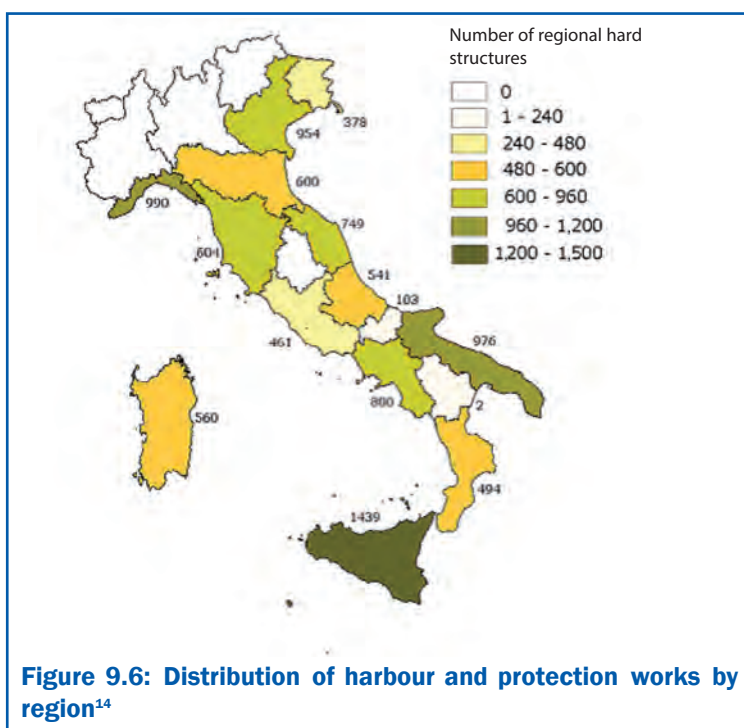 Number of regional hard
structures
0
1 - 240
240 - 480
480 - 600
600 - 960
960 - 1,200
1,200 - 1,500
378
954
600
990
749
604
541
103
461
976
800
2
560
494
1439
Figure 9.6: Distribution of harbour and protection works by
region¹⁴